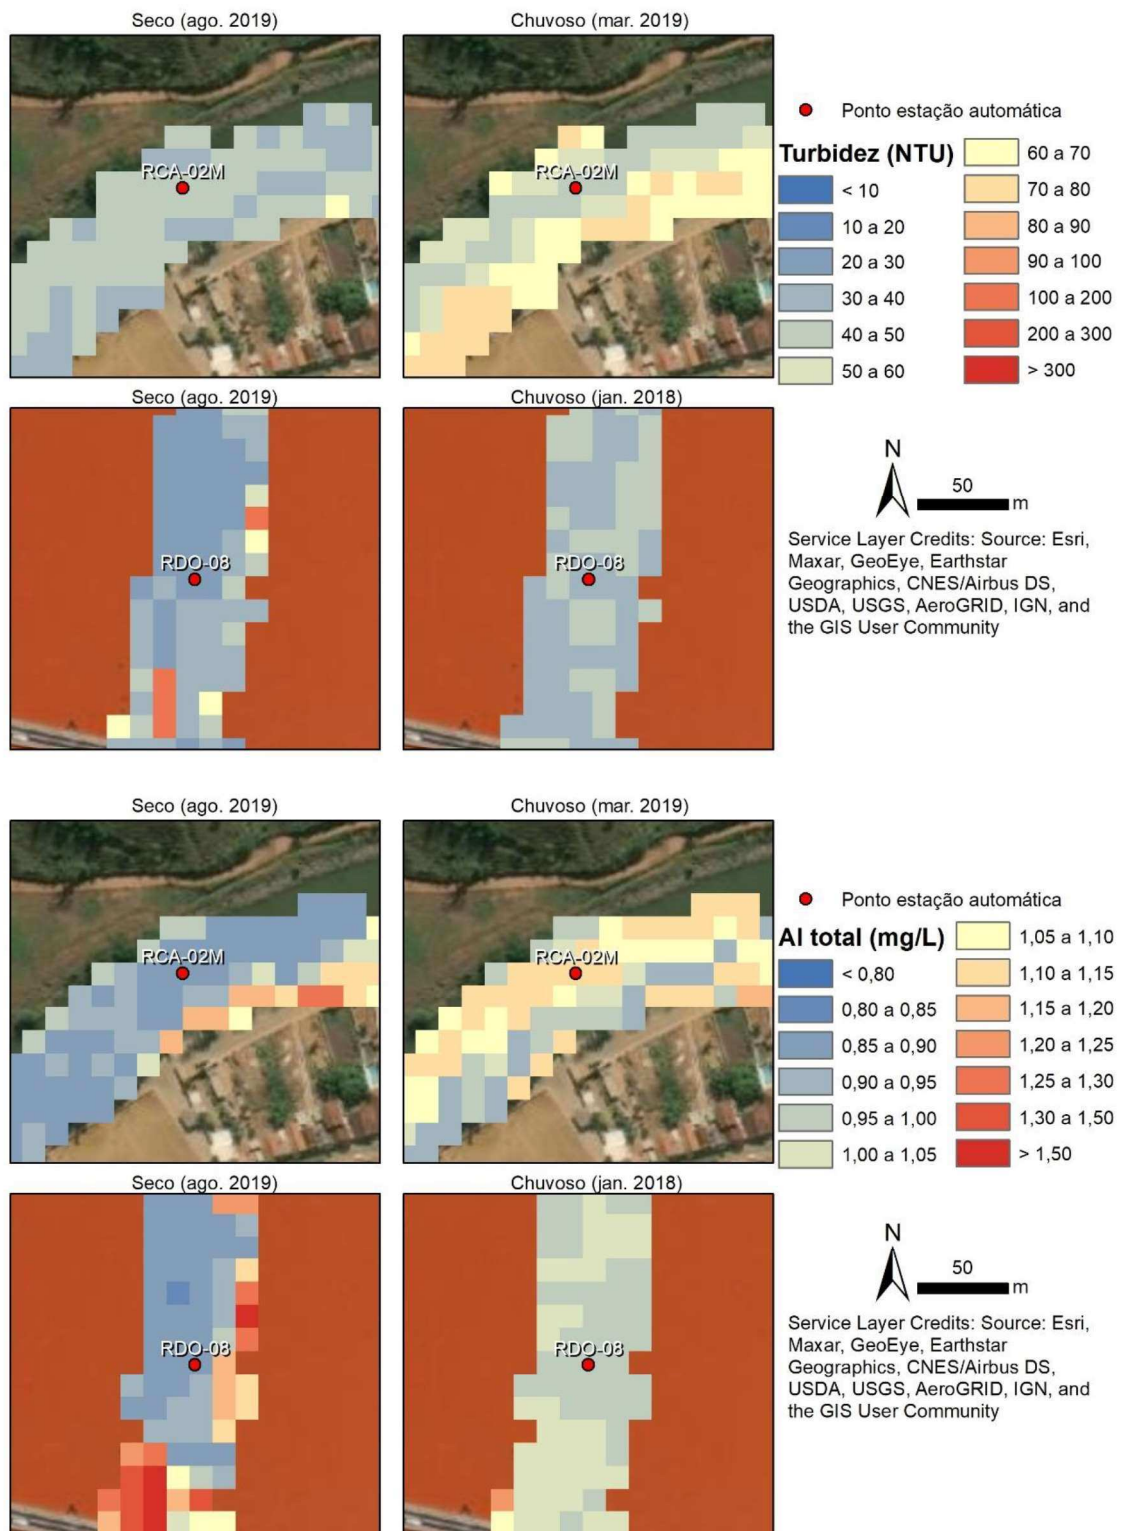 Seco (ago. 2019)
Chuvoso (mar. 2019)
RCA-02M
RCA-02M
Ponto estação automática
Turbidez (NTU)
< 10
10 a 20
20 a 30
30 a 40
40 a 50
50 a 60
60 a 70
70 a 80
80 a 90
90 a 100
100 a 200
200 a 300
> 300
Seco (ago. 2019)
Chuvoso (jan. 2018)
RDO-08
RDO-08
N
50
m
Service Layer Credits: Source: Esri,
Maxar, GeoEye, Earthstar
Geographics, CNES/Airbus DS,
USDA, USGS, AeroGRID, IGN, and
the GIS User Community
Seco (ago. 2019)
Chuvoso (mar. 2019)
RCA-02M
RCA-02M
Ponto estação automática
Al total (mg/L)
< 0,80
0,80 a 0,85
0,85 a 0,90
0,90 a 0,95
0,95 a 1,00
1,00 a 1,05
1,05 a 1,10
1,10 a 1,15
1,15 a 1,20
1,20 a 1,25
1,25 a 1,30
1,30 a 1,50
> 1,50
Seco (ago. 2019)
Chuvoso (jan. 2018)
RDO-08
RDO-08
N
50
m
Service Layer Credits: Source: Esri,
Maxar, GeoEye, Earthstar
Geographics, CNES/Airbus DS,
USDA, USGS, AeroGRID, IGN, and
the GIS User Community